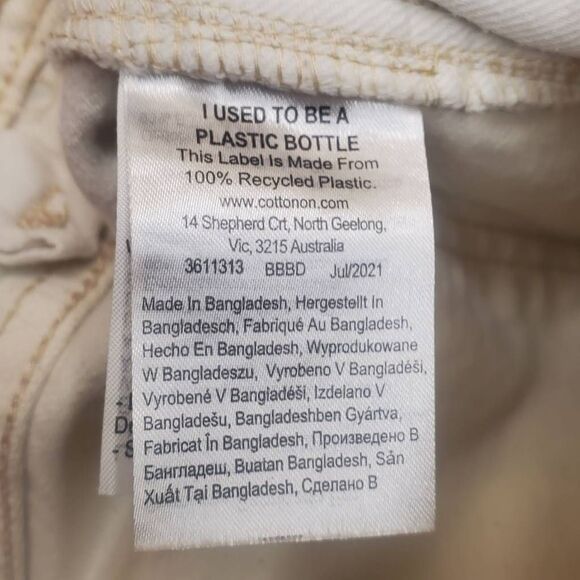 I USED TO BE A
PLASTIC BOTTLE
This Label Is Made From
100% Recycled Plastic.
www.cottonon.com
14 Shepherd Crt, North Geelong,
Vic, 3215 Australia
3611313 BBBD Jul/2021
Made In Bangladesh, Hergestellt In
Bangladesch, Fabriqué Au Bangladesh,
Hecho En Bangladesh, Wyprodukowane
W Bangladeszu, Vyrobeno V Bangladéši,
Vyrobené V Bangladéši, Izdelano V
Bangladešu, Bangladeshben Gyártva,
Fabricat În Bangladesh, Произведено В
Бангладеш, Buatan Bangladesh, Sản
Xuất Tại Bangladesh, Сделано В